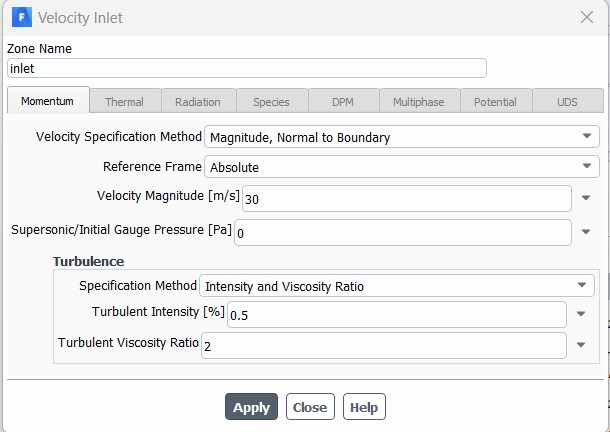 F Velocity Inlet
Zone Name
inlet
Momentum Thermal Radiation Species DPM Multiphase Potential UDS
Velocity Specification Method Magnitude, Normal to Boundary
Reference Frame Absolute
Velocity Magnitude [m/s] 30
Supersonic/Initial Gauge Pressure [Pa] 0
Turbulence
Specification Method Intensity and Viscosity Ratio
Turbulent Intensity [%] 0.5
Turbulent Viscosity Ratio 2
Apply Close Help